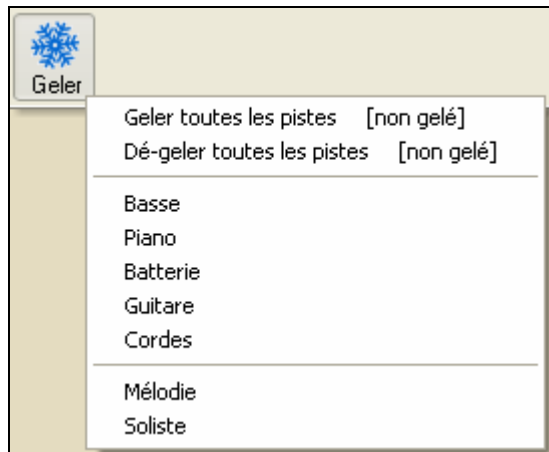 Geler
Geler toutes les pistes [non gelé]
Dé-geler toutes les pistes [non gelé]
Basse
Piano
Batterie
Guitare
Cordes
Mélodie
Soliste